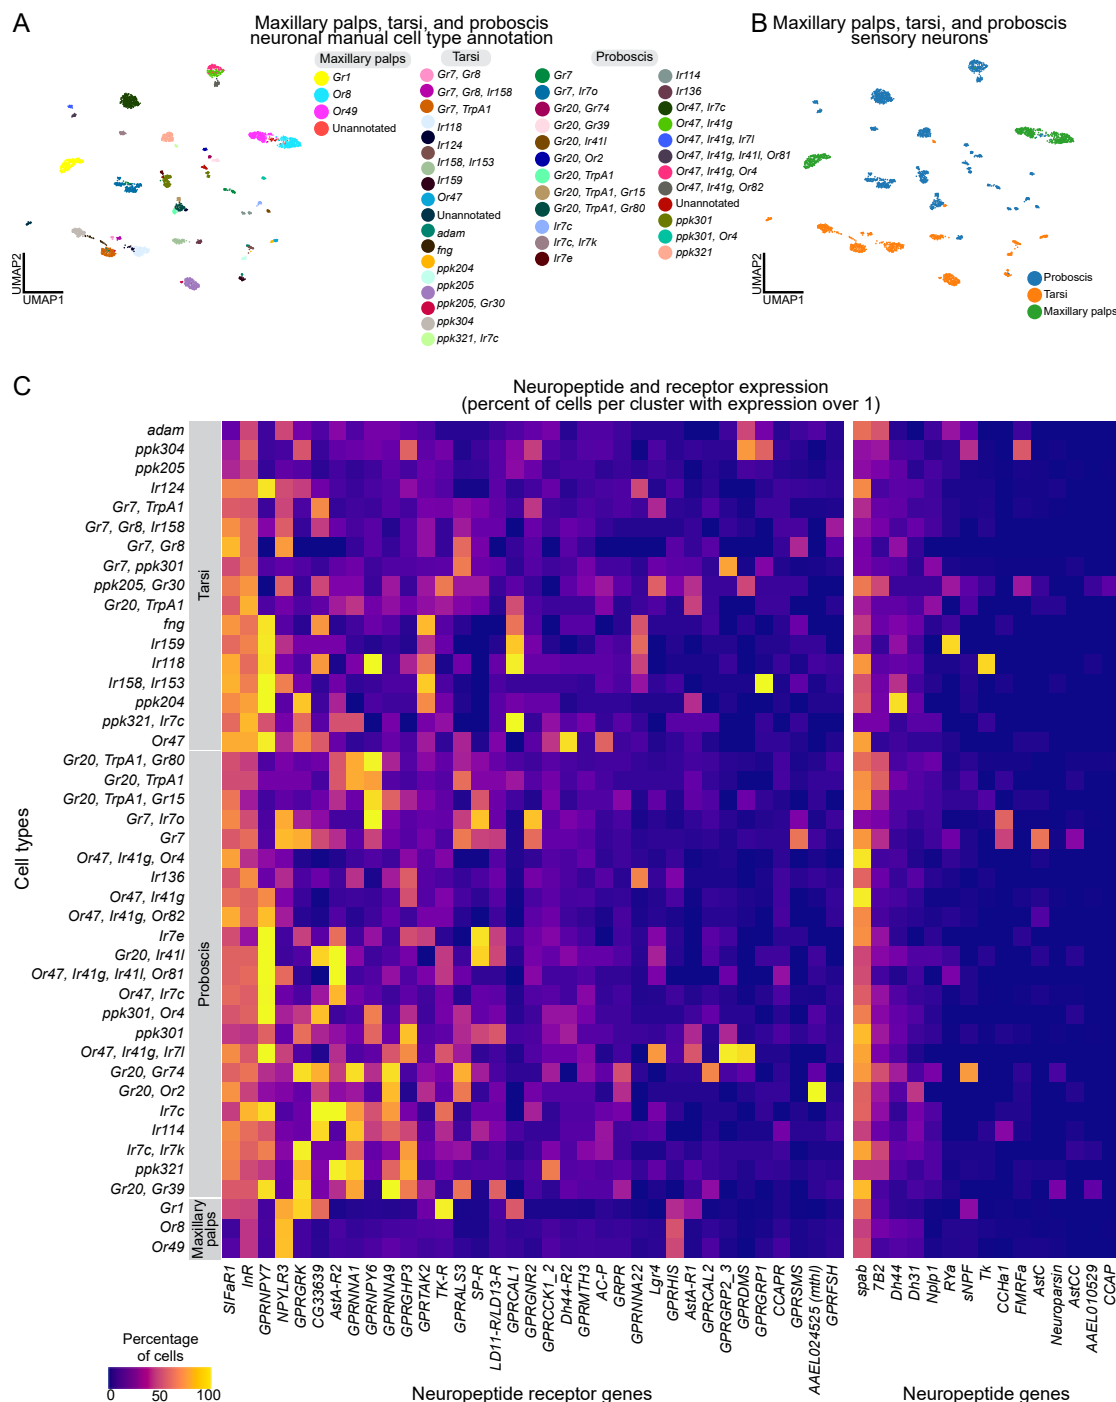 A
Maxillary palps, tarsi, and proboscis
neuronal manual cell type annotation
Maxillary palps
Gr1
Or8
Or49
Unannotated
Tarsi
Gr7, Gr8
Gr7, Gr8, Ir158
Gr7, TrpA1
Ir118
Ir124
Ir158, Ir153
Ir159
Or47
Unannotated
adam
fng
ppk204
ppk205
ppk205, Gr30
ppk304
ppk321, Ir7c
Proboscis
Gr7
Gr7, Ir7o
Gr20, Gr74
Gr20, Gr39
Gr20, Ir41l
Gr20, Or2
Gr20, TrpA1
Gr20, TrpA1, Gr15
Gr20, TrpA1, Gr80
Ir7c
Ir7c, Ir7k
Ir7e
Ir114
Ir136
Or47, Ir7c
Or47, Ir41g
Or47, Ir41g, Ir7l
Or47, Ir41g, Ir41l, Or81
Or47, Ir41g, Or4
Or47, Ir41g, Or82
Unannotated
ppk301
ppk301, Or4
ppk321
UMAP2
UMAP1
B
Maxillary palps, tarsi, and proboscis
sensory neurons
Proboscis
Tarsi
Maxillary palps
UMAP2
UMAP1
C
Neuropeptide and receptor expression
(percent of cells per cluster with expression over 1)
Cell types
Tarsi
adam
ppk304
ppk205
Ir124
Gr7, TrpA1
Gr7, Gr8, Ir158
Gr7, Gr8
Gr7, ppk301
ppk205, Gr30
Gr20, TrpA1
fng
Ir159
Ir118
Ir158, Ir153
ppk204
ppk321, Ir7c
Or47
Proboscis
Gr20, TrpA1, Gr80
Gr20, TrpA1
Gr20, TrpA1, Gr15
Gr7, Ir7o
Gr7
Or47, Ir41g, Or4
Ir136
Or47, Ir41g
Or47, Ir41g, Or82
Ir7e
Gr20, Ir41l
Or47, Ir41g, Ir41l, Or81
Or47, Ir7c
ppk301, Or4
ppk301
Or47, Ir41g, Ir7l
Gr20, Gr74
Gr20, Or2
Ir7c
Ir114
Ir7c, Ir7k
ppk321
Gr20, Gr39
Maxillary
palps
Gr1
Or8
Or49
SIFaR1
InR
GPRNPY7
NPYLR3
GPRGRK
CG33639
AstA-R2
GPRNNA1
GPRNPY6
GPRNNA9
GPRGHP3
GPRTAK2
TK-R
GPRALS3
SP-R
LD11-R/LD13-R
GPRCAL1
GPRGNR2
GPRCCK1_2
Dh44-R2
GPRMTH3
AC-P
GRPR
GPRNNA22
Lgr4
GPRHIS
AstA-R1
GPRCAL2
GPRGRP2_3
GPRDMS
GPRGRP1
CCAPR
GPRSMS
AAEL024525 (mthl)
GPRFSH
spab
7B2
Dh44
Dh31
Nplp1
RYa
sNPF
Tk
CCHa1
FMRFa
AstC
Neuroparsin
AstCC
AAEL010529
CCAP
Percentage
of cells
0 50 100
Neuropeptide receptor genes
Neuropeptide genes